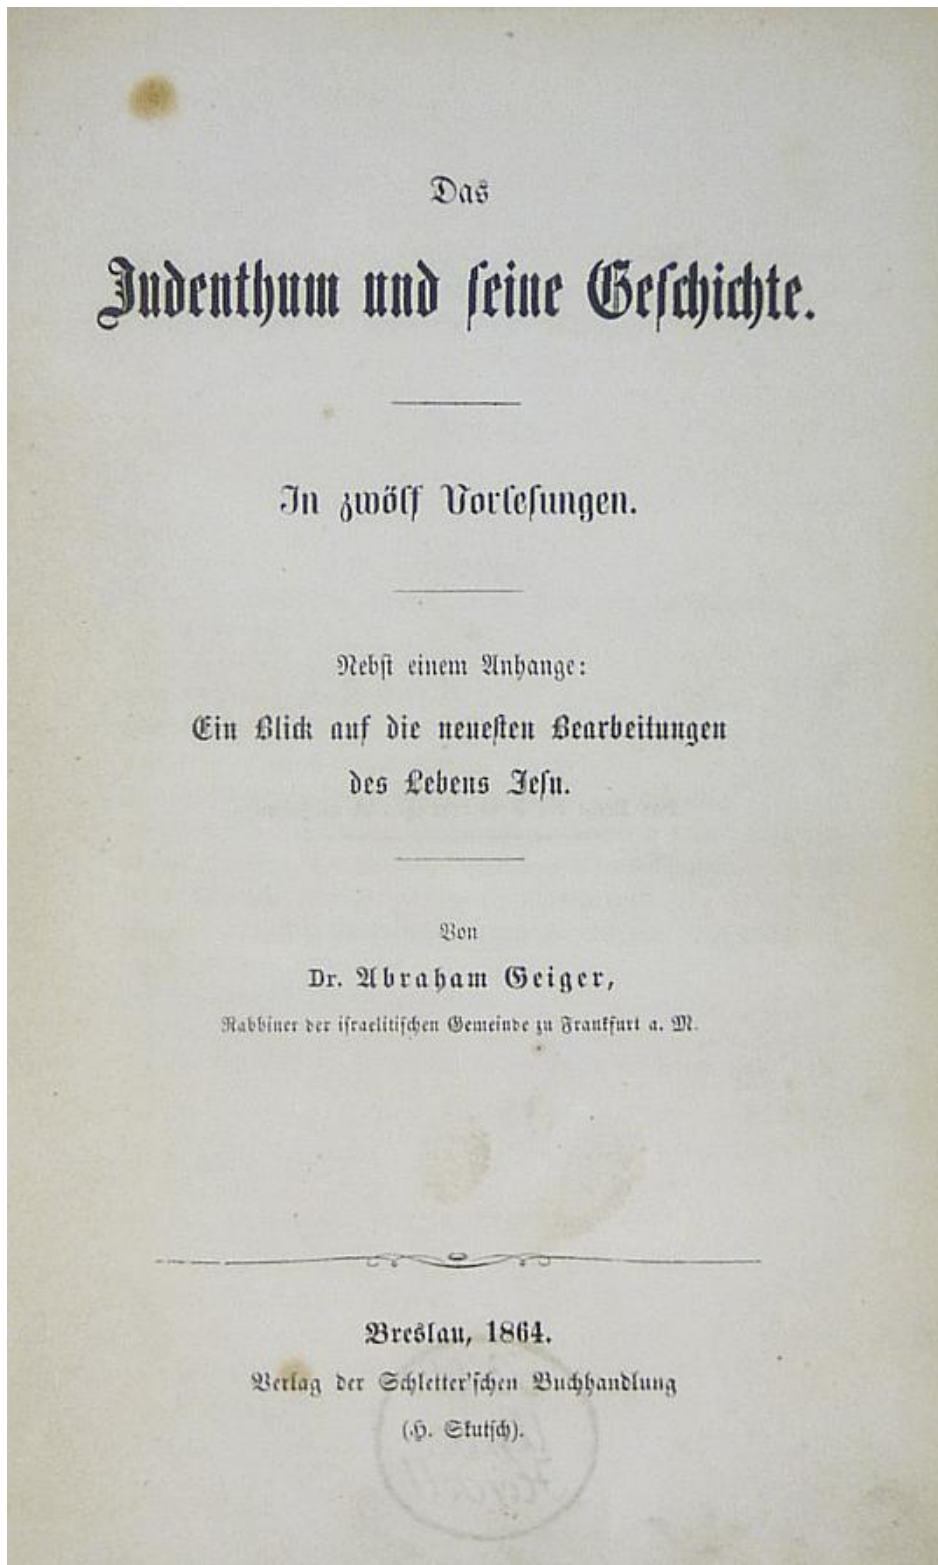 Das
Judenthum und seine Geschichte.
In zwölf Vorlesungen.
Nebst einem Anhange:
Ein Blick auf die neuesten Bearbeitungen
des Lebens Jesu.
Von
Dr. Abraham Geiger,
Rabbiner der israelitischen Gemeinde zu Frankfurt a. M.
Breslau, 1864.
Verlag der Schletter'schen Buchhandlung
(H. Skutsch).